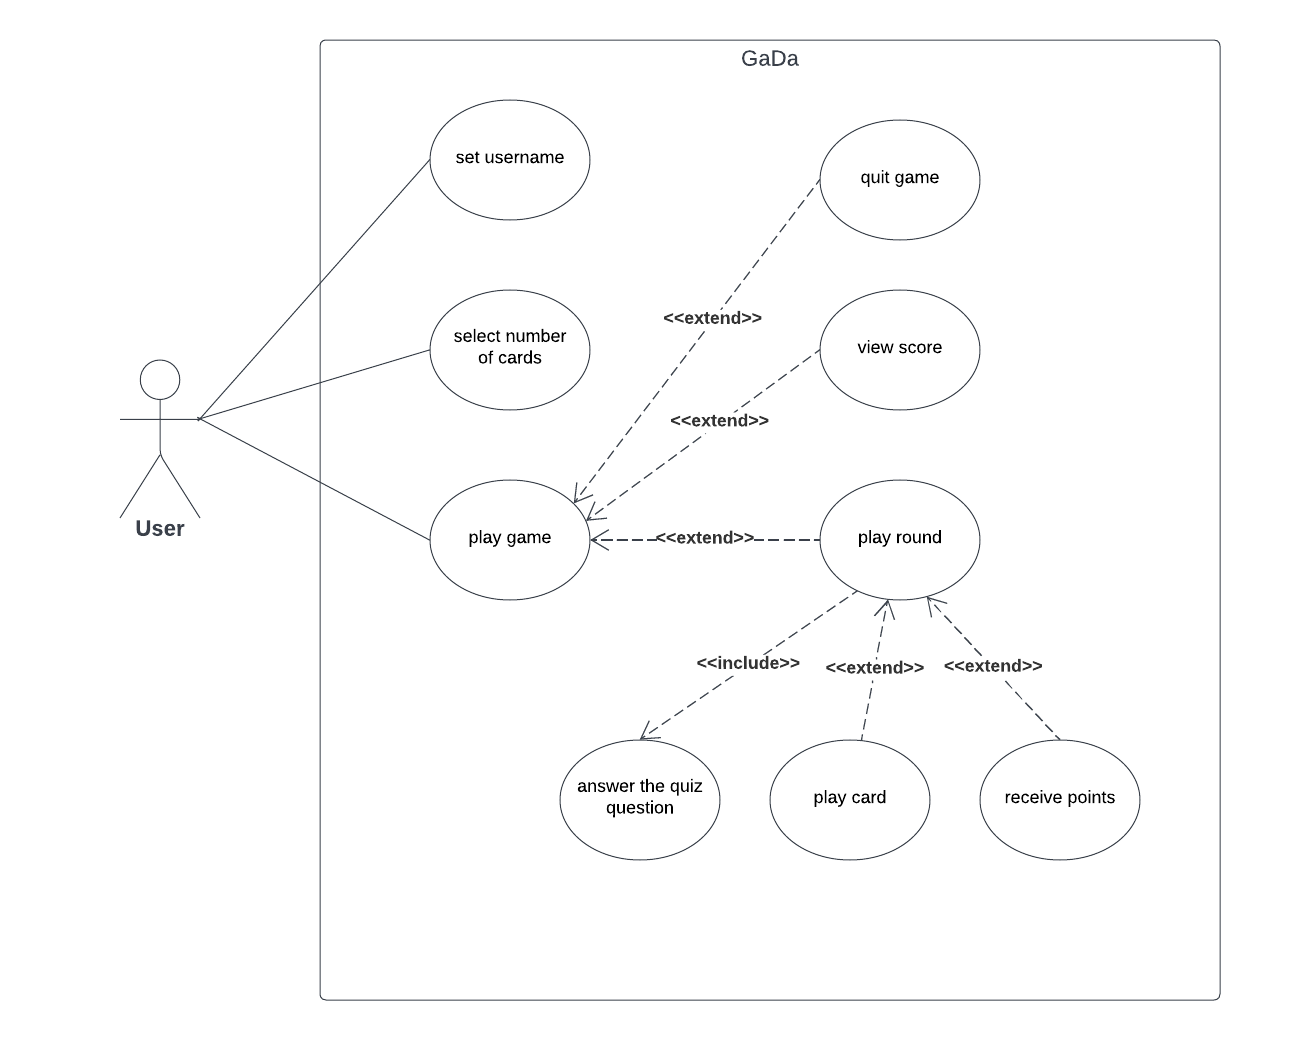 GaDa
set username
quit game
<<extend>>
select number
of cards
view score
<<extend>>
User
play game
<<extend>>
play round
<<include>>
<<extend>>
<<extend>>
answer the quiz
question
play card
receive points